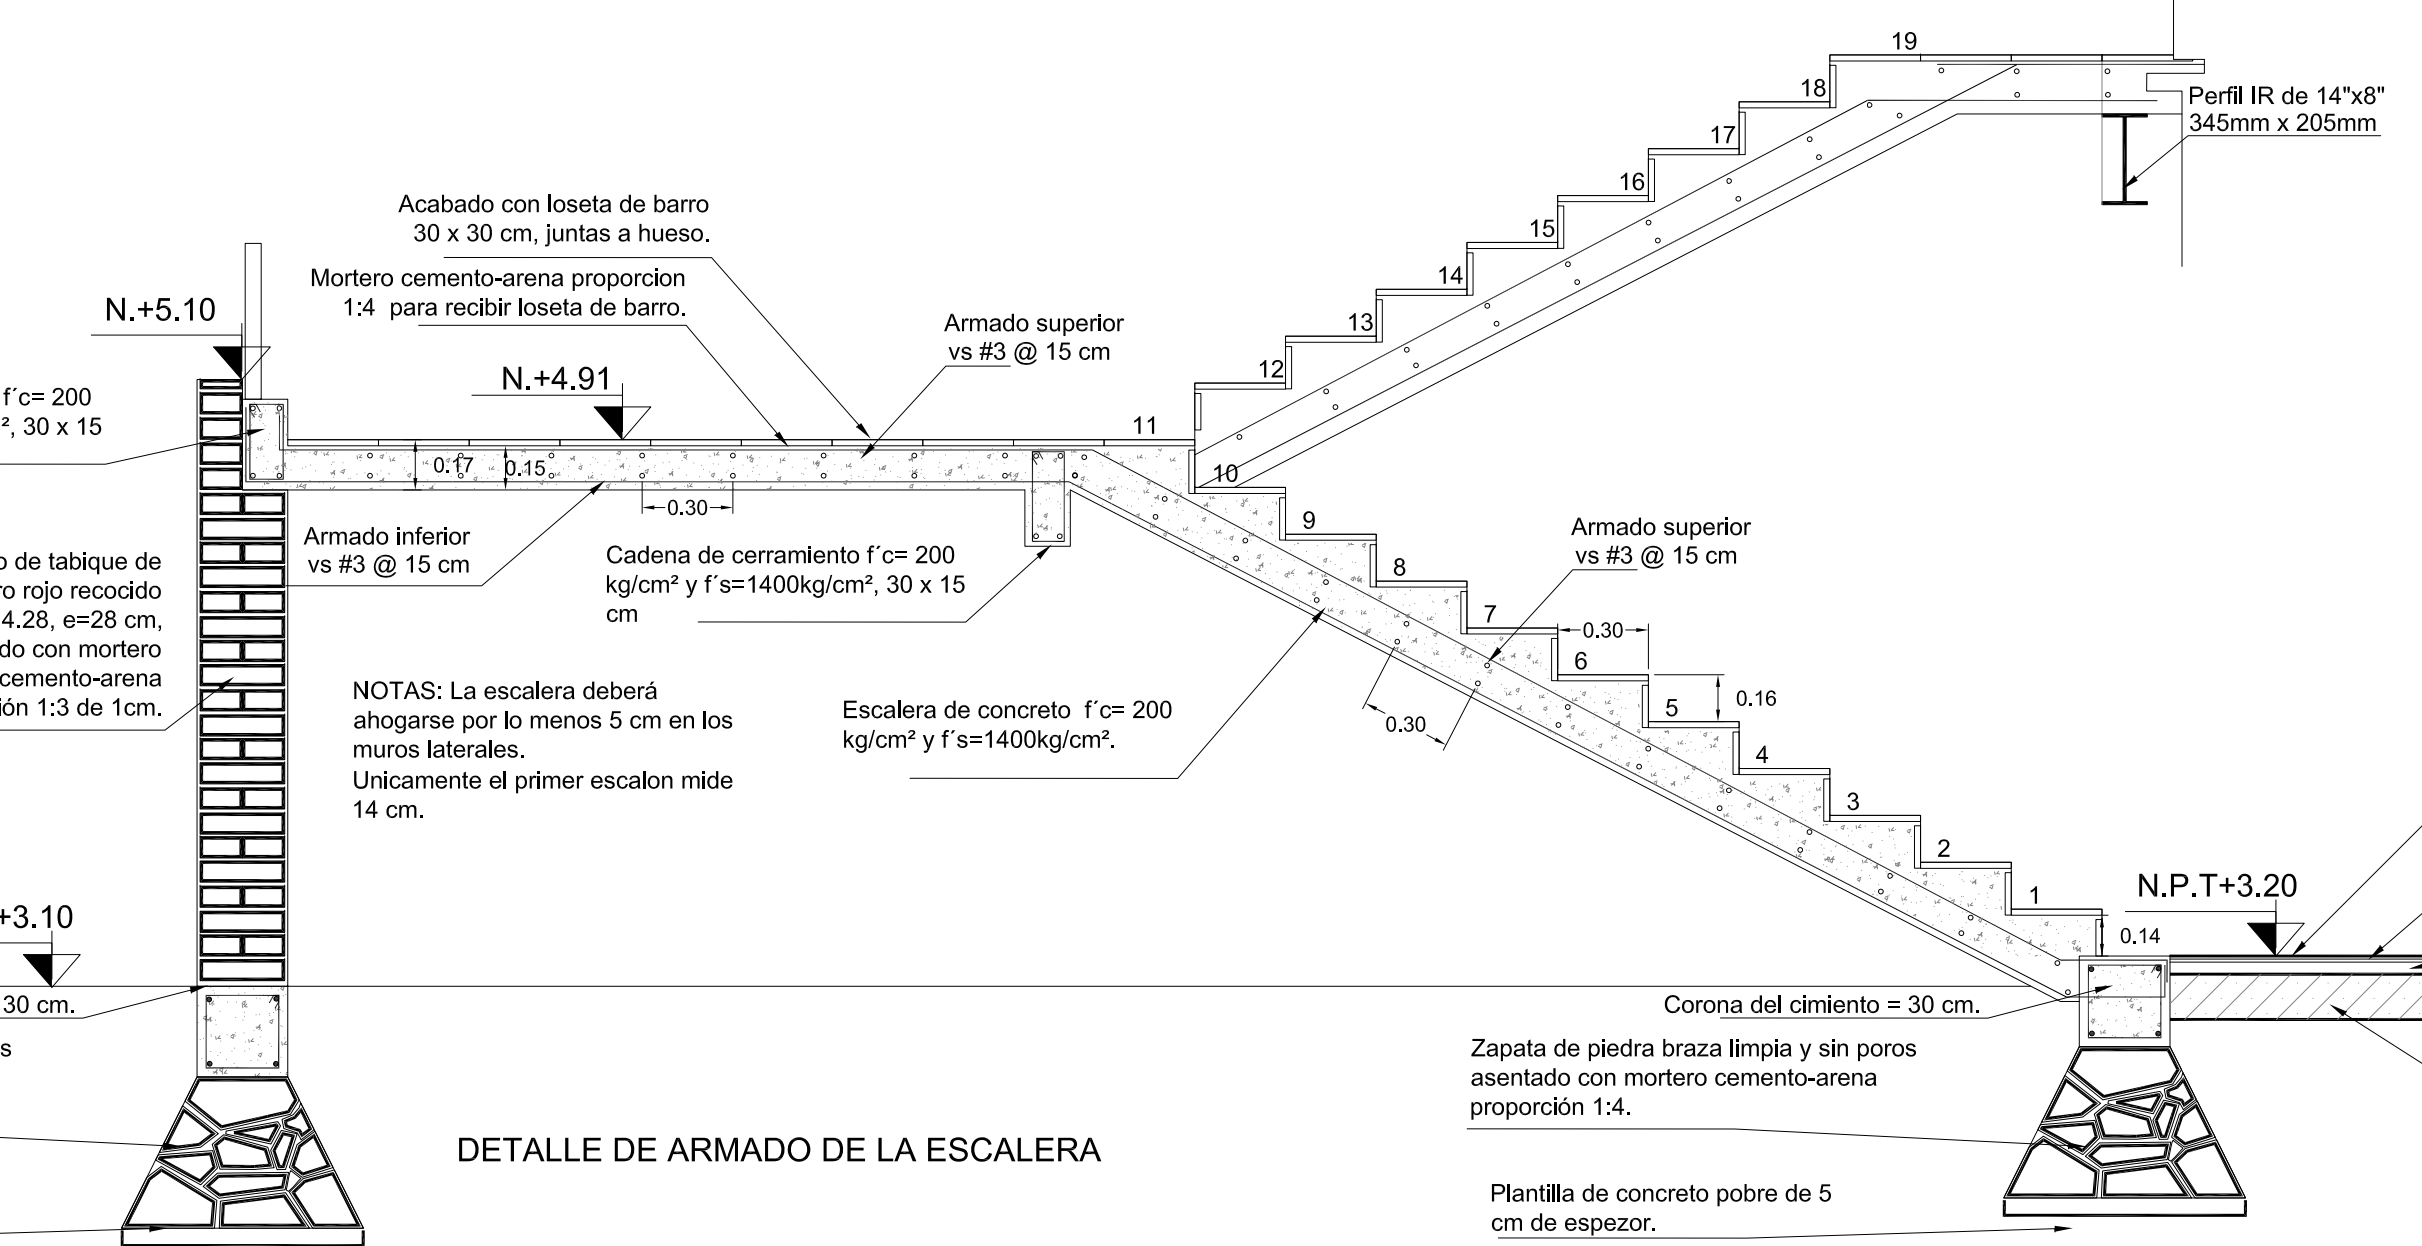 19
18
17
16
15
14
13
12
11
10
9
8
7
6
5
4
3
2
1
Perfil IR de 14"x8"
345mm x 205mm
Acabado con loseta de barro
30 x 30 cm, juntas a hueso.
Mortero cemento-arena proporcion
1:4 para recibir loseta de barro.
N.+5.10
N.+4.91
Armado superior
vs #3 @ 15 cm
f´c= 200
², 30 x 15
0.17
0.15
0.30
Armado inferior
vs #3 @ 15 cm
Cadena de cerramiento f´c= 200
kg/cm² y f´s=1400kg/cm², 30 x 15
cm
Armado superior
vs #3 @ 15 cm
o de tabique de
ro rojo recocido
4.28, e=28 cm,
do con mortero
cemento-arena
ión 1:3 de 1cm.
0.30
0.16
0.30
NOTAS: La escalera deberá
ahogarse por lo menos 5 cm en los
muros laterales.
Unicamente el primer escalon mide
14 cm.
Escalera de concreto f´c= 200
kg/cm² y f´s=1400kg/cm².
+3.10
N.P.T+3.20
0.14
30 cm.
s
Corona del cimiento = 30 cm.
Zapata de piedra braza limpia y sin poros
asentado con mortero cemento-arena
proporción 1:4.
DETALLE DE ARMADO DE LA ESCALERA
Plantilla de concreto pobre de 5
cm de espezor.